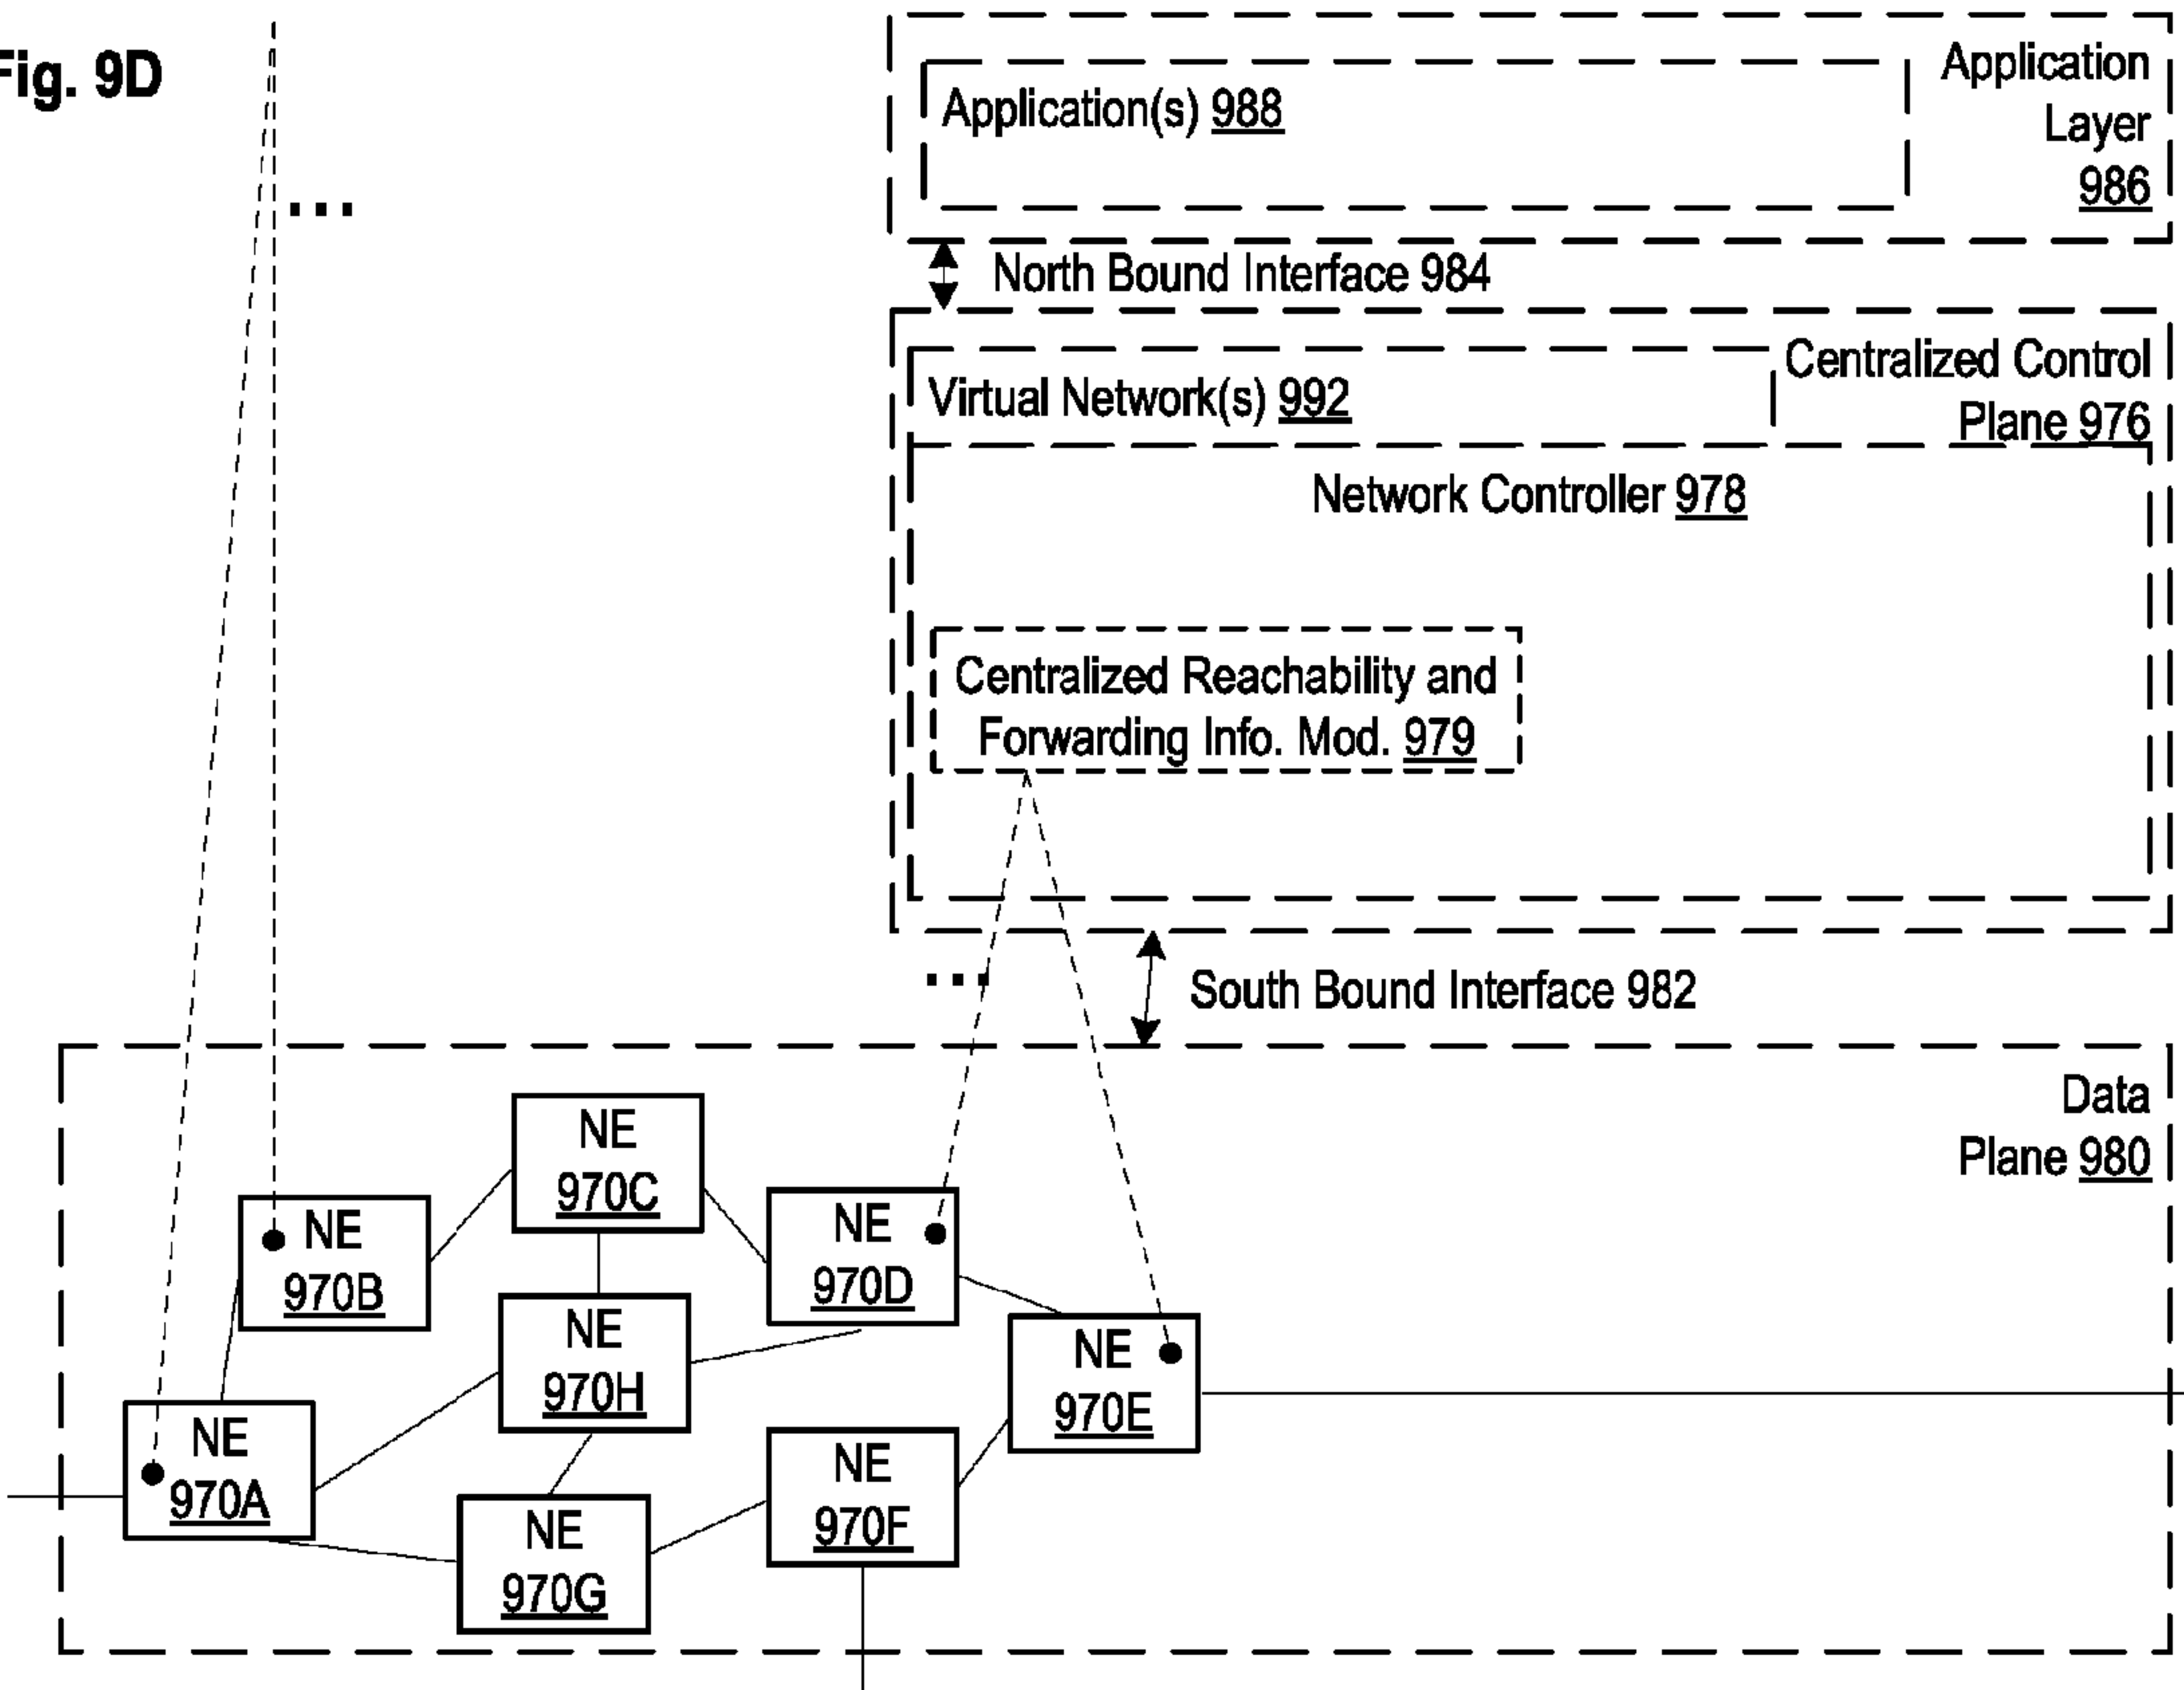 Fig. 9D
Application(s) 988
Application
Layer
986
North Bound Interface 984
Virtual Network(s) 992
Centralized Control
Plane 976
Network Controller 978
Centralized Reachability and
Forwarding Info. Mod. 979
South Bound Interface 982
Data
Plane 980
NE
970C
NE
970B
NE
970D
NE
970H
NE
970E
NE
970A
NE
970F
NE
970G